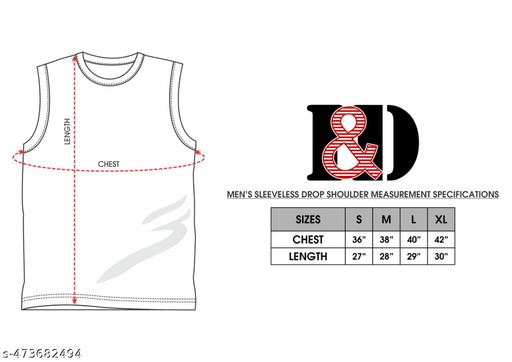 LENGTH
CHEST
&D
MEN'S SLEEVELESS DROP SHOULDER MEASUREMENT SPECIFICATIONS
SIZES S M L XL
CHEST 36" 38" 40" 42"
LENGTH 27" 28" 29" 30"
s-473682494